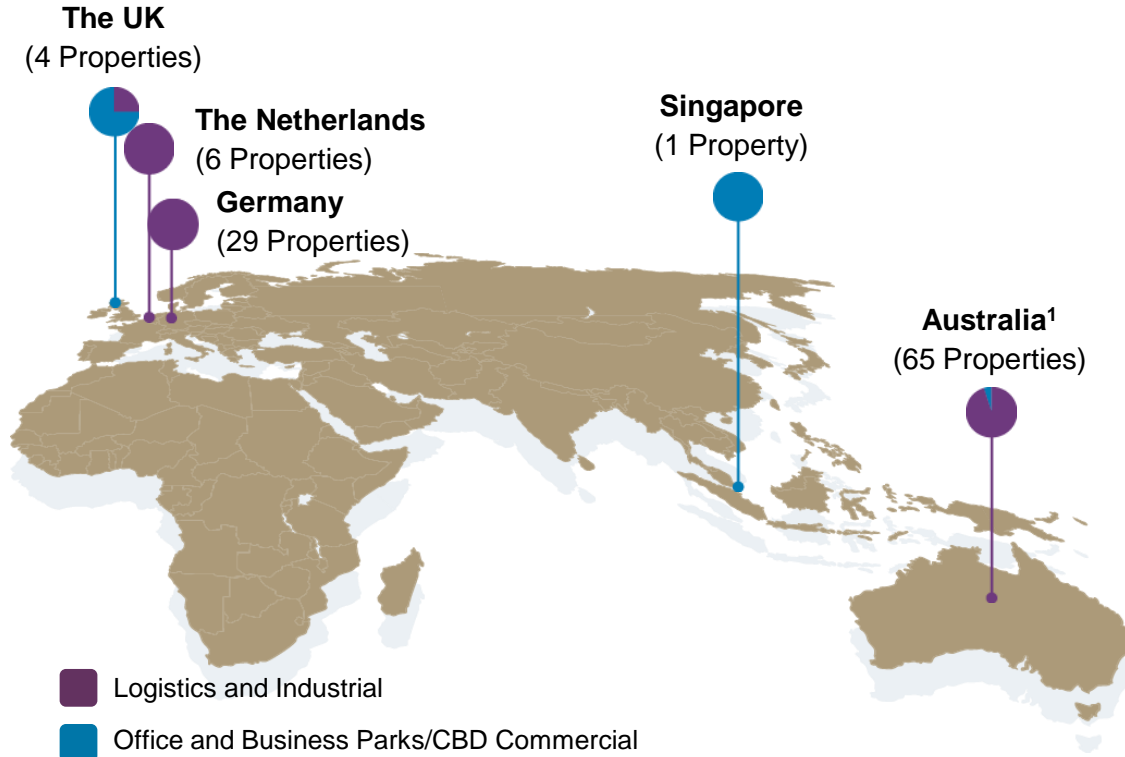 The UK
(4 Properties)
The Netherlands
(6 Properties)
Germany
(29 Properties)
Singapore
(1 Property)
Australia¹
(65 Properties)
Logistics and Industrial
Office and Business Parks/CBD Commercial